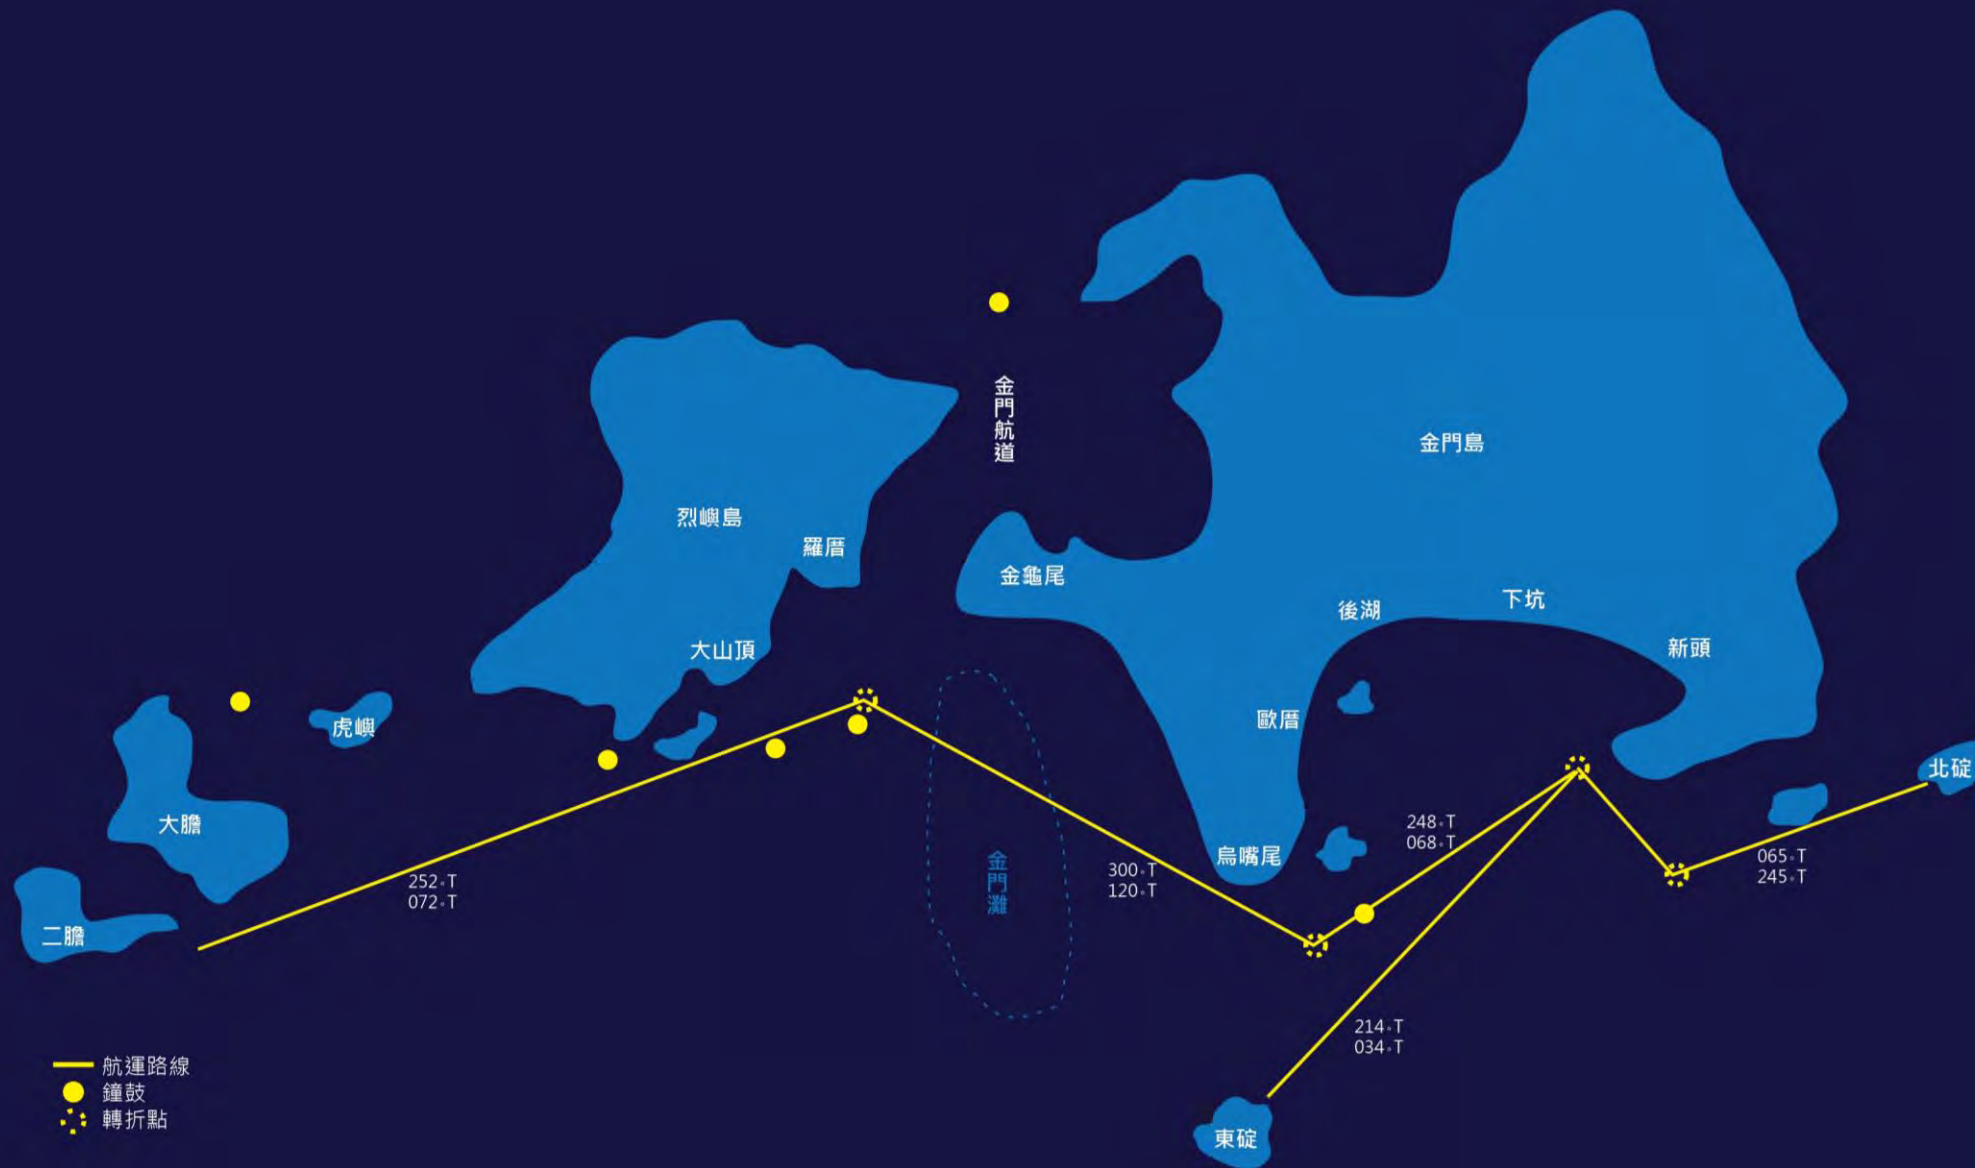 金門航道
金門島
烈嶼島
羅厝
金龜尾
後湖
下坑
新頭
大山頂
歐厝
虎嶼
北碇
大膽
248°T
068°T
烏嘴尾
065°T
245°T
300°T
120°T
金門灘
252°T
072°T
二膽
214°T
034°T
航運路線
鐘鼓
轉折點
東碇